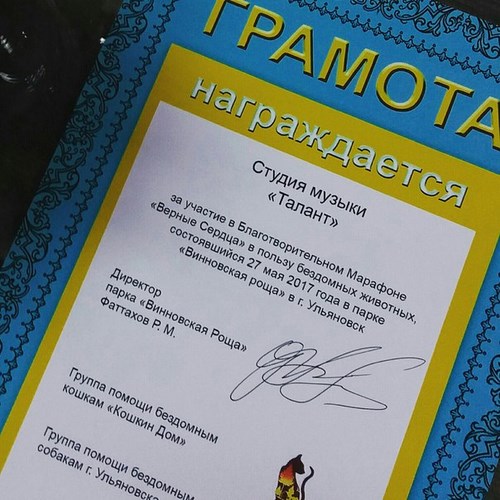 ГРАМОТА
награждается
Студия музыки
«Талант»
за участие в Благотворительном Марафоне
«Верные Сердца» в пользу бездомных животных,
состоявшийся 27 мая 2017 года в парке
«Винновская роща» в г. Ульяновск
Директор
парка «Винновская Роща»
Фаттахов Р. М.
Группа помощи бездомным
кошкам «Кошкин Дом»
Группа помощи бездомным
собакам г. Ульяновска